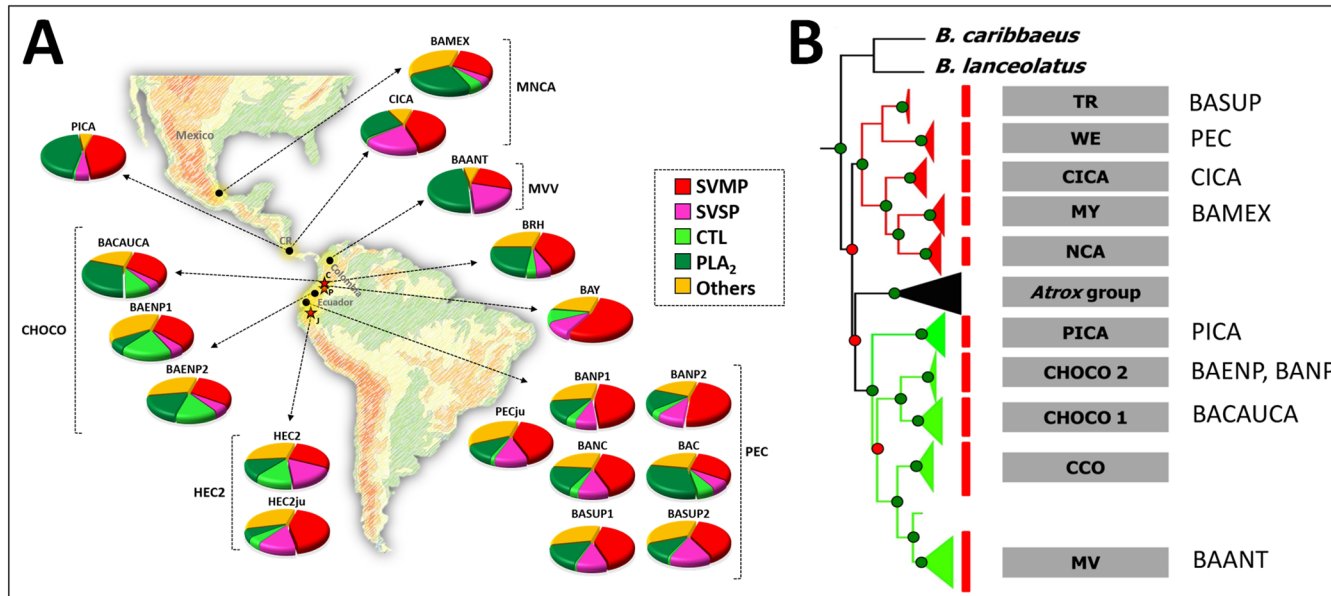 A
BAMEX
MNCA
CICA
PICA
Mexico
BAANT
MVV
CR
Colombia
BACAUCA
BRH
C
P
Ecuador
J
BAY
CHOCO
BAENP1
BAENP2
SVMP
SVSP
CTL
PLA₂
Others
BANP1
BANP2
PECju
BANC
BAC
PEC
HEC2
HEC2
HEC2ju
BASUP1
BASUP2
B
B. caribbaeus
B. lanceolatus
TR BASUP
WE PEC
CICA CICA
MY BAMEX
NCA
Atrox group
PICA PICA
CHOCO 2 BAENP, BANP
CHOCO 1 BACAUCA
CCO
MV BAANT